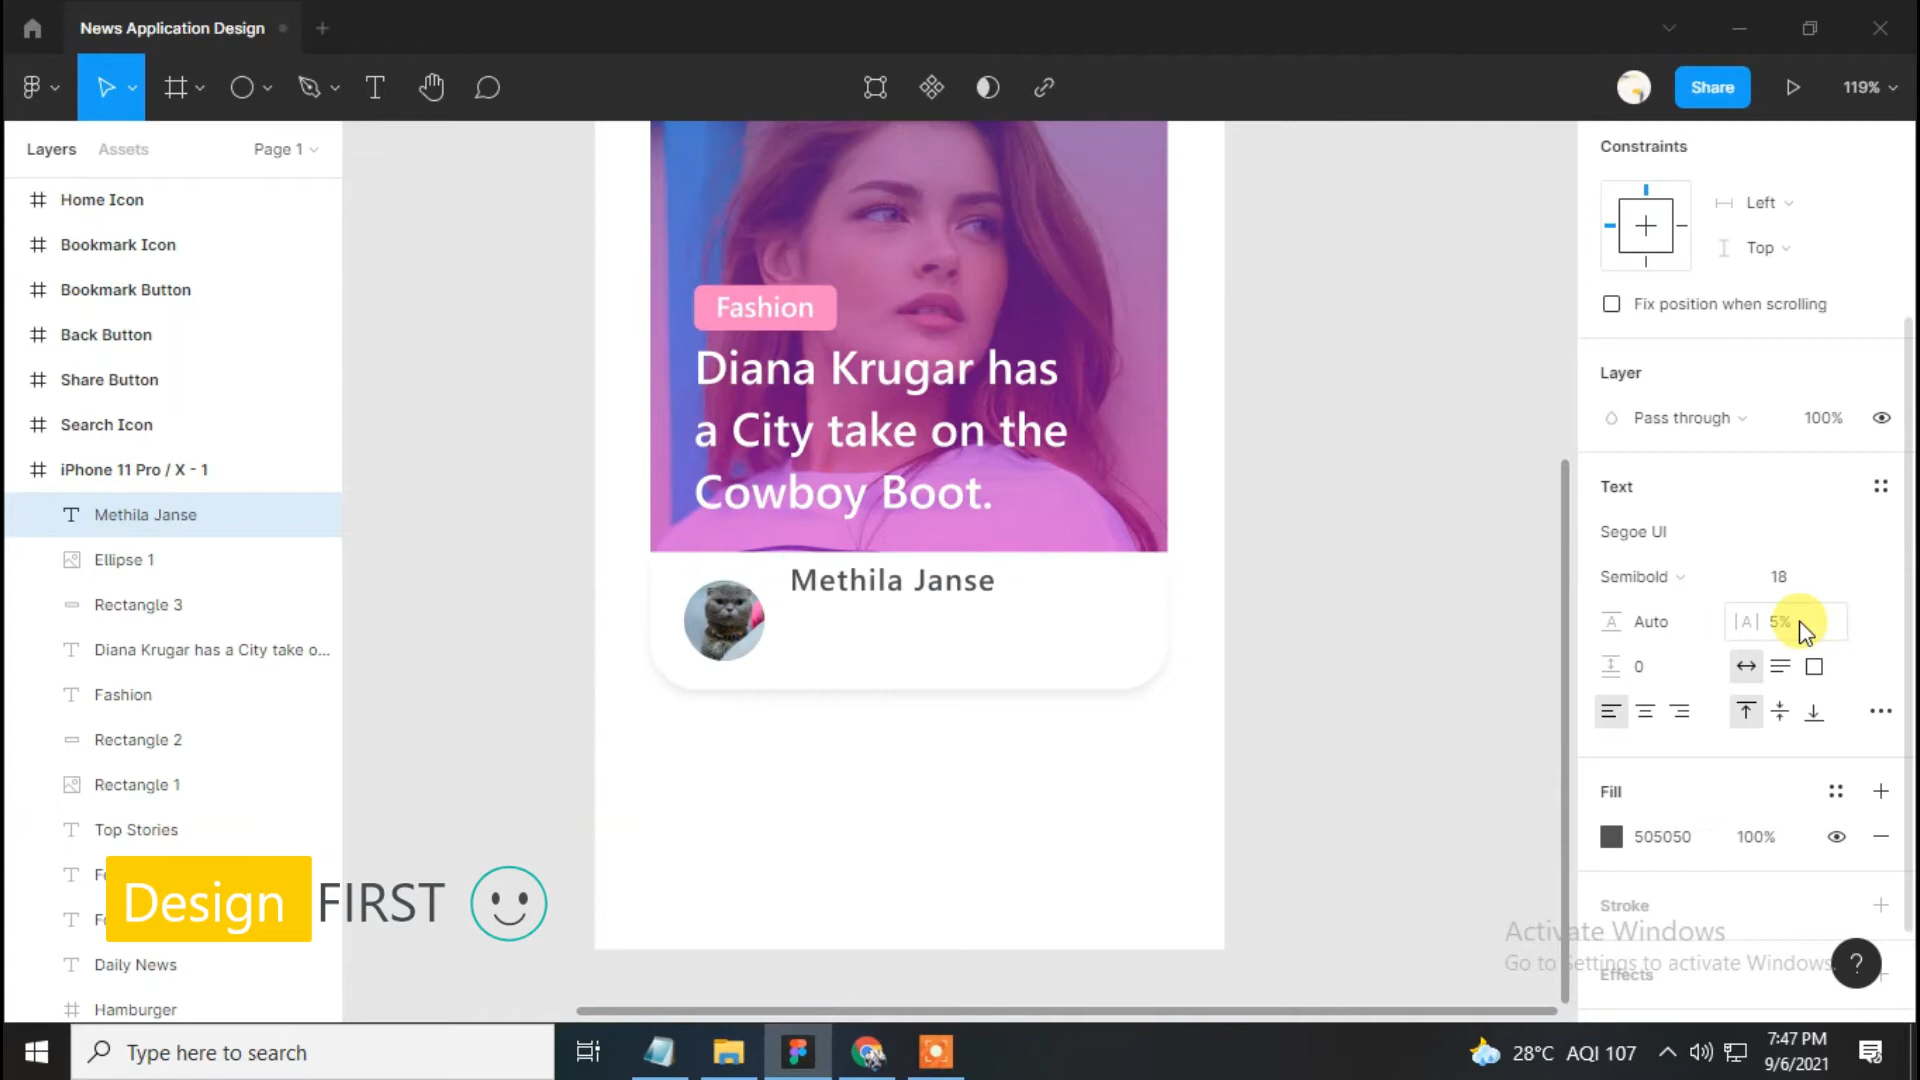 News Application Design
Share
119%
Layers
Assets
Page 1
Home Icon
Bookmark Icon
Bookmark Button
Back Button
Share Button
Search Icon
iPhone 11 Pro / X - 1
Methila Janse
Ellipse 1
Rectangle 3
Diana Krugar has a City take o...
Fashion
Rectangle 2
Rectangle 1
Top Stories
Daily News
Hamburger
Fashion
Diana Krugar has
a City take on the
Cowboy Boot.
Methila Janse
Design FIRST
Constraints
Left
Top
Fix position when scrolling
Layer
Pass through
100%
Text
Segoe UI
Semibold
18
Auto
|A| 5%
0
Fill
505050
100%
Stroke
Effects
Activate Windows
Go to Settings to activate Windows.
?
Type here to search
28°C AQI 107
7:47 PM
9/6/2021